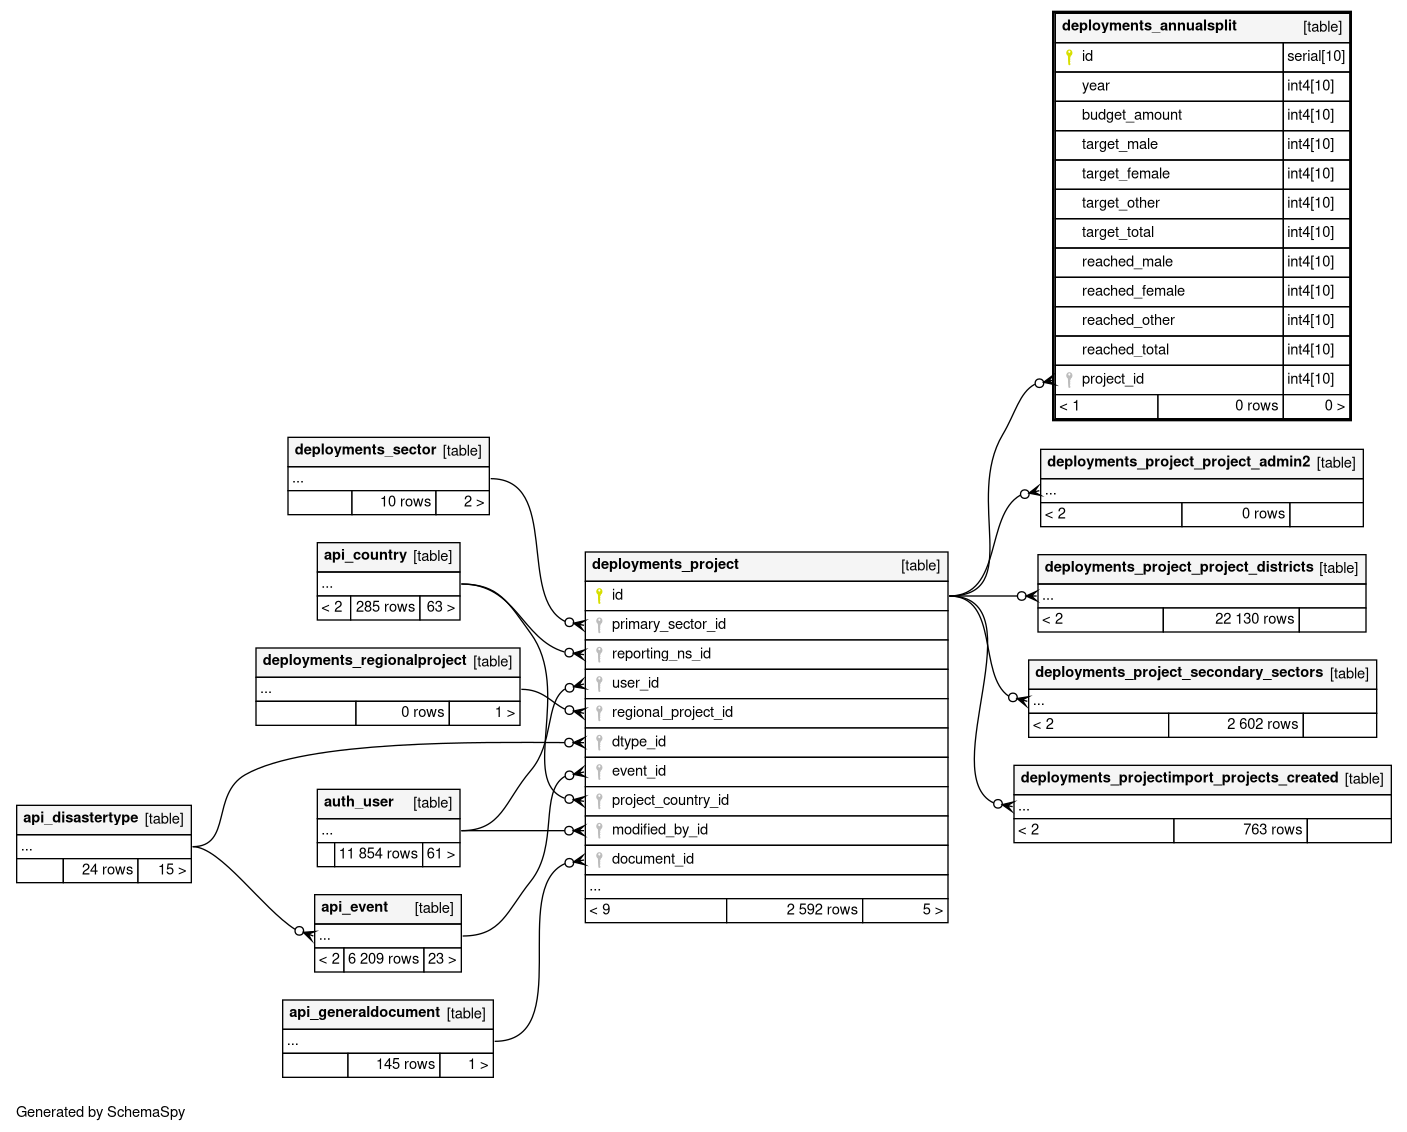 deployments_annualsplit [table]
id serial[10]
year int4[10]
budget_amount int4[10]
target_male int4[10]
target_female int4[10]
target_other int4[10]
target_total int4[10]
reached_male int4[10]
reached_female int4[10]
reached_other int4[10]
reached_total int4[10]
project_id int4[10]
< 1 0 rows 0 >
deployments_sector [table]
...
10 rows 2 >
api_country [table]
...
< 2 285 rows 63 >
deployments_regionalproject [table]
...
0 rows 1 >
api_disastertype [table]
...
24 rows 15 >
auth_user [table]
...
11 854 rows 61 >
api_event [table]
...
< 2 6 209 rows 23 >
api_generaldocument [table]
...
145 rows 1 >
deployments_project [table]
id
primary_sector_id
reporting_ns_id
user_id
regional_project_id
dtype_id
event_id
project_country_id
modified_by_id
document_id
...
< 9 2 592 rows 5 >
deployments_project_project_admin2 [table]
...
< 2 0 rows
deployments_project_project_districts [table]
...
< 2 22 130 rows
deployments_project_secondary_sectors [table]
...
< 2 2 602 rows
deployments_projectimport_projects_created [table]
...
< 2 763 rows
Generated by SchemaSpy